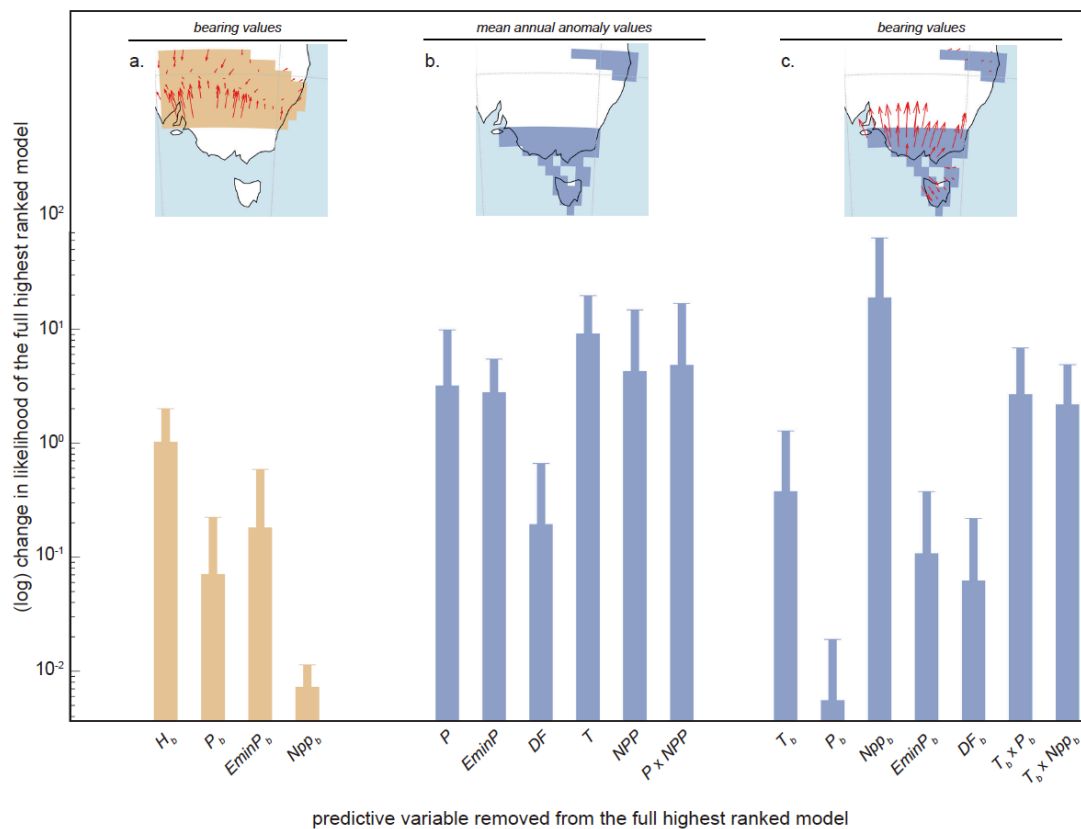 bearing values
mean annual anomaly values
bearing values
a.
b.
c.
(log) change in likelihood of the full highest ranked model
10²
10¹
10⁰
10⁻¹
10⁻²
H_b
P_b
EminP_b
Npp_b
P
EminP
DF
T
NPP
P x NPP
T_b
P_b
Npp_b
EminP_b
DF_b
T_b x P_b
T_b x Npp_b
predictive variable removed from the full highest ranked model